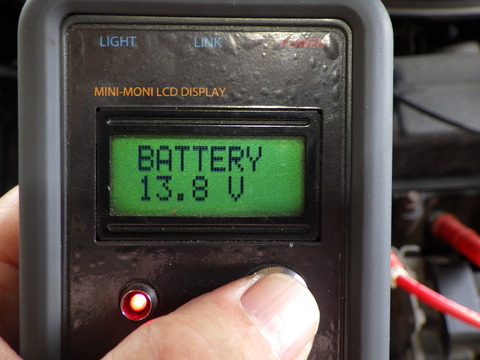 LIGHT LINK
MINI-MONI LCD DISPLAY
BATTERY
13.8 V